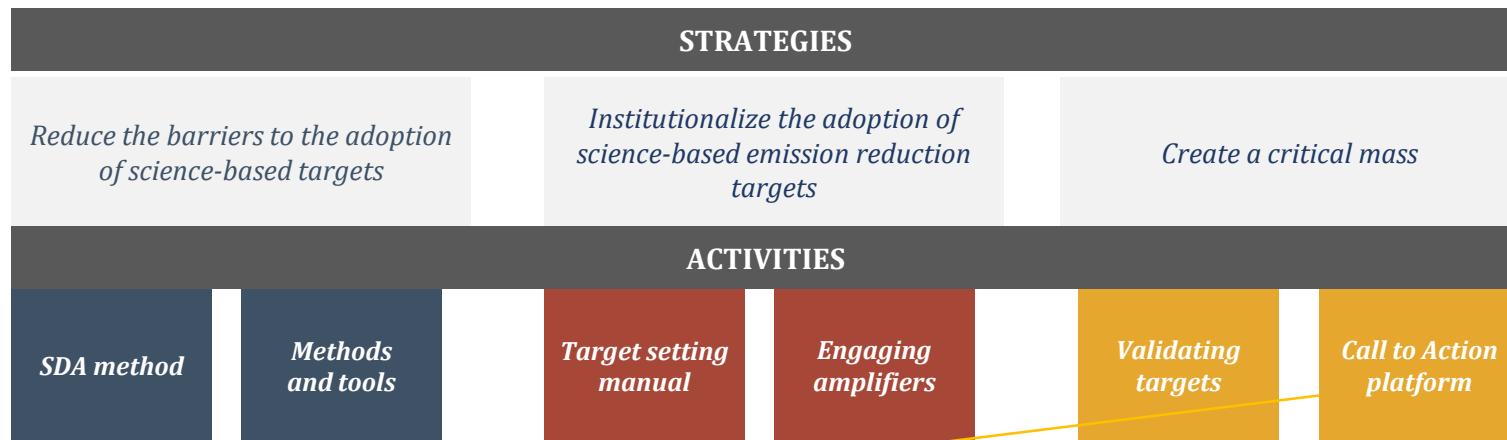 STRATEGIES
Reduce the barriers to the adoption
of science-based targets
Institutionalize the adoption of
science-based emission reduction
targets
Create a critical mass
ACTIVITIES
SDA method
Methods
and tools
Target setting
manual
Engaging
amplifiers
Validating
targets
Call to Action
platform